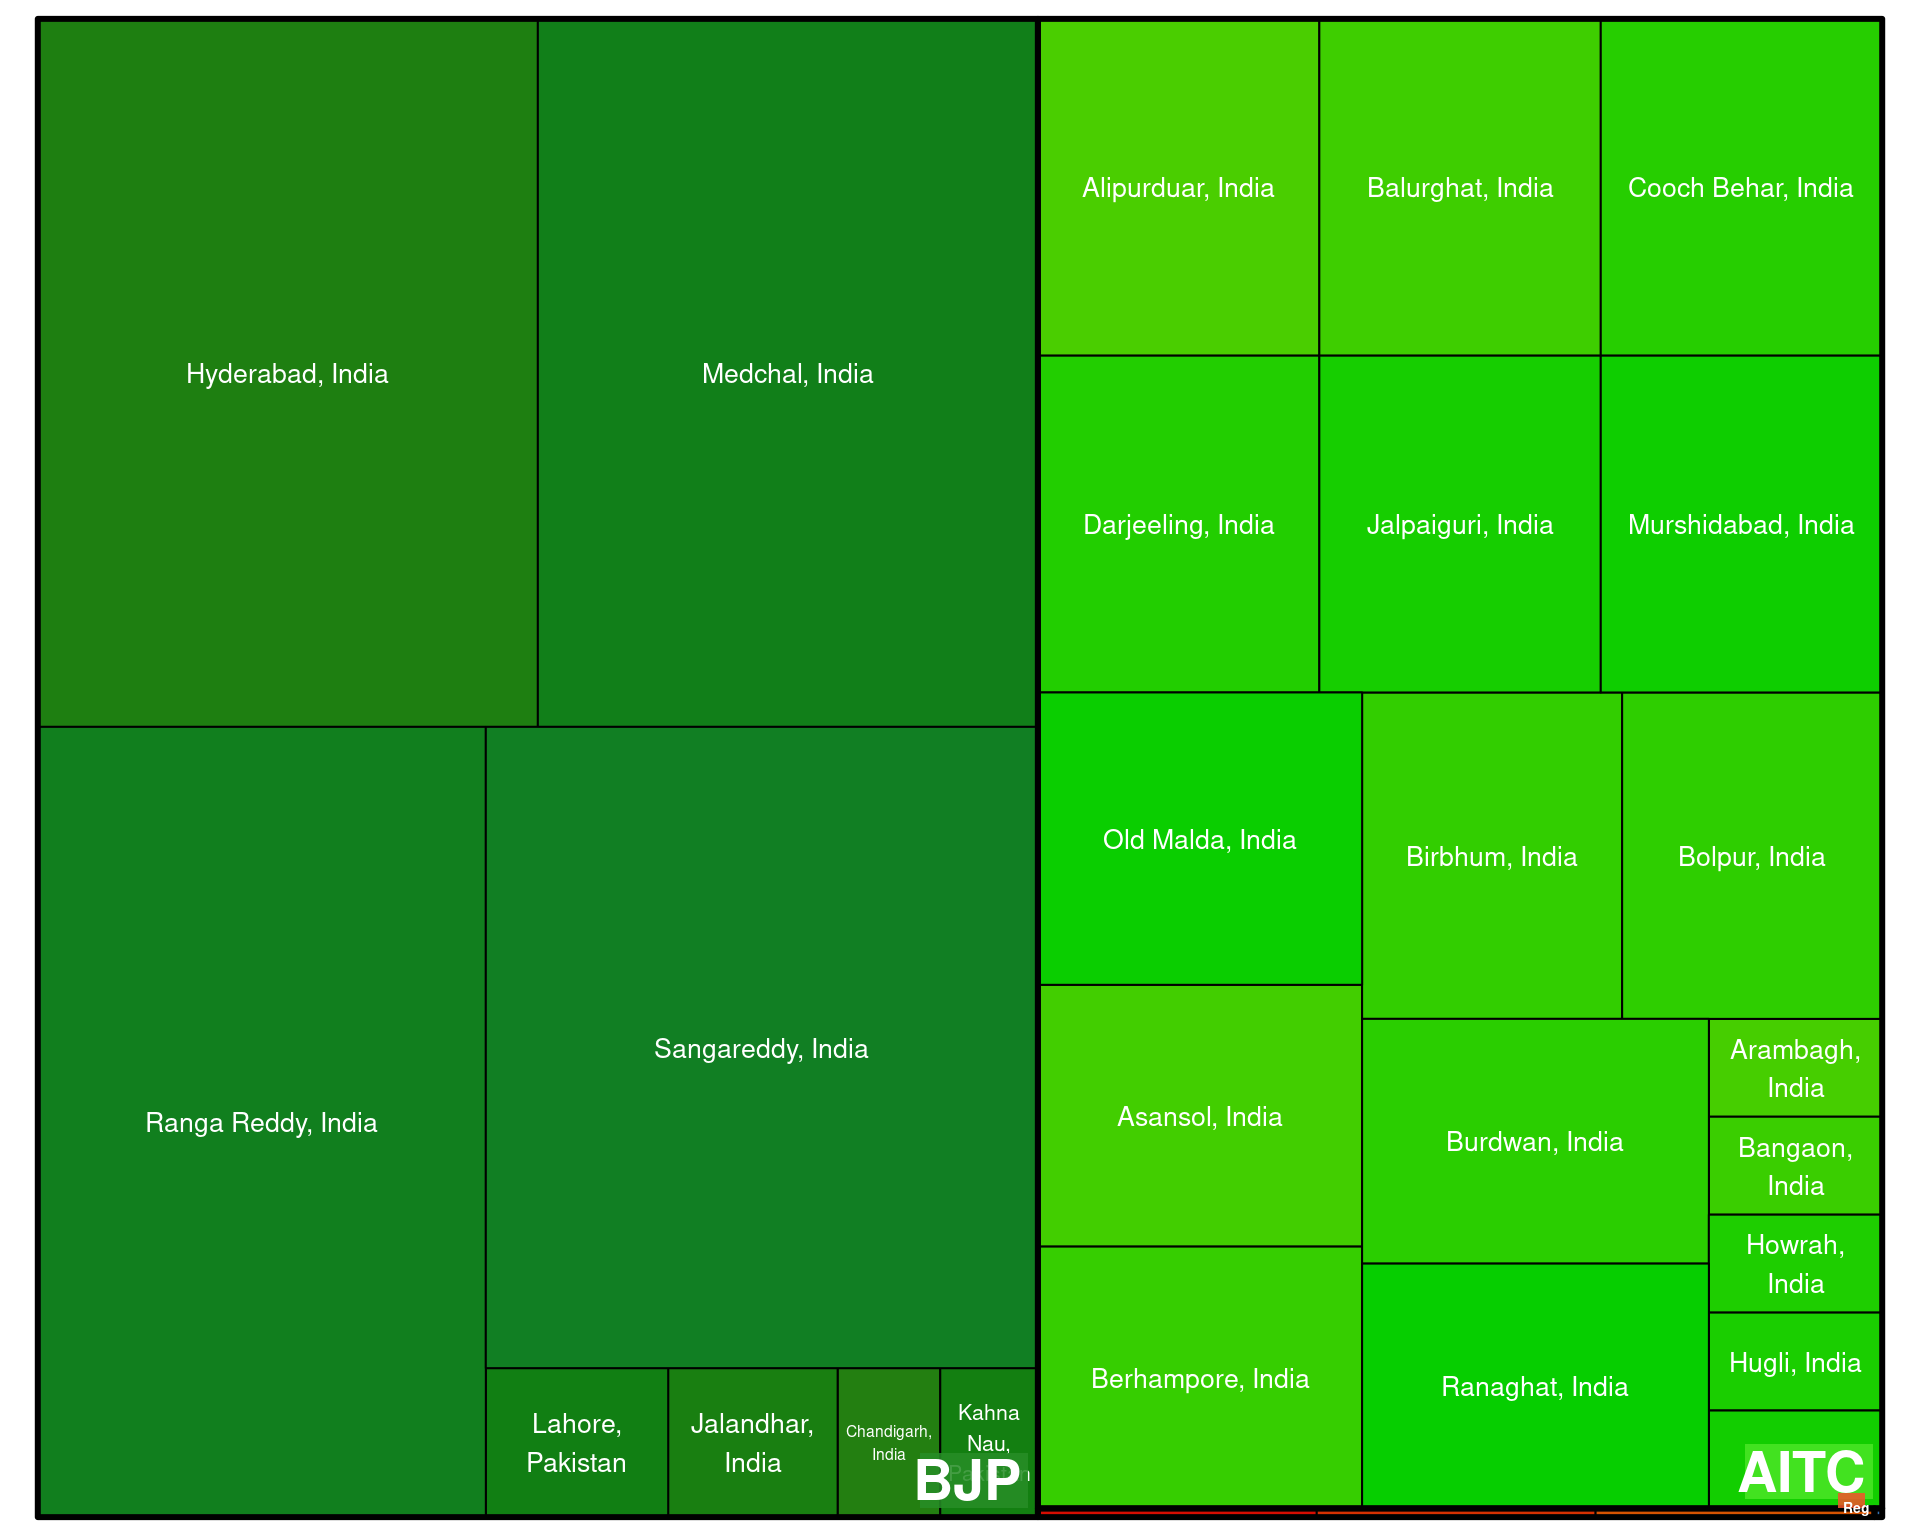 Hyderabad, India
Medchal, India
Alipurduar, India
Balurghat, India
Cooch Behar, India
Darjeeling, India
Jalpaiguri, India
Murshidabad, India
Old Malda, India
Birbhum, India
Bolpur, India
Ranga Reddy, India
Sangareddy, India
Asansol, India
Burdwan, India
Arambagh,
India
Bangaon,
India
Howrah,
India
Hugli, India
Berhampore, India
Ranaghat, India
Lahore,
Pakistan
Jalandhar,
India
Chandigarh,
India
Kahna
Nau,
Pakistan
BJP
AITC
Reg